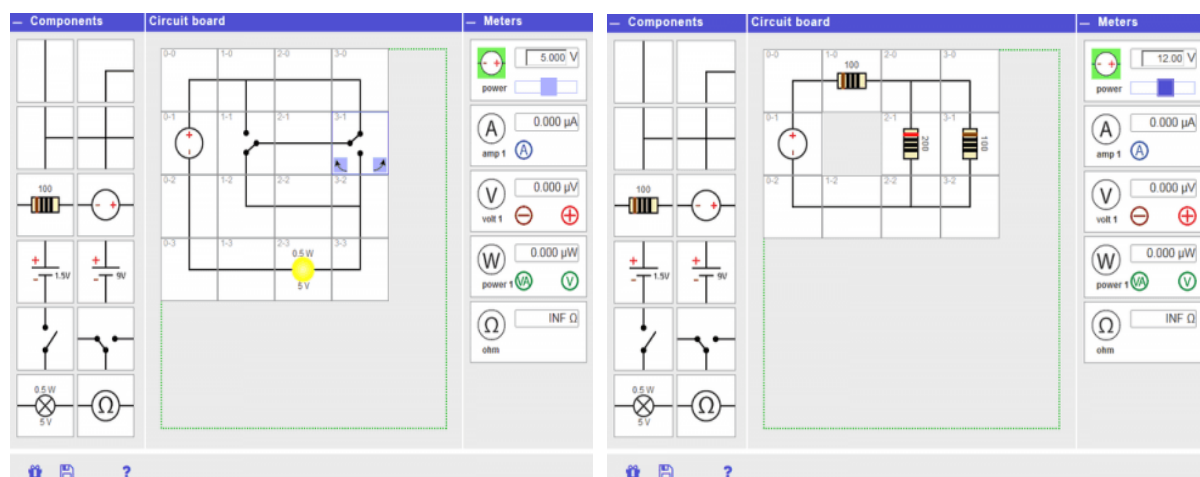 — Components
Circuit board
— Meters
0-0
1-0
2-0
3-0
- +
5.000 V
power
0-1
1-1
2-1
3-1
+
-
A
0.000 µA
amp 1
A
100
- +
0-2
1-2
2-2
3-2
V
0.000 µV
volt 1
+
- 1.5V
+
- 9V
0-3
1-3
2-3
3-3
0.5 W
5 V
W
0.000 µW
power 1
VA
V
Ω
INF Ω
ohm
0.5 W
5 V
Ω
?
— Components
Circuit board
— Meters
0-0
1-0
2-0
3-0
100
- +
12.00 V
power
0-1
2-1
3-1
+
-
200
100
A
0.000 µA
amp 1
A
100
- +
0-2
1-2
2-2
3-2
V
0.000 µV
volt 1
+
- 1.5V
+
- 9V
W
0.000 µW
power 1
VA
V
Ω
INF Ω
ohm
0.5 W
5 V
Ω
?